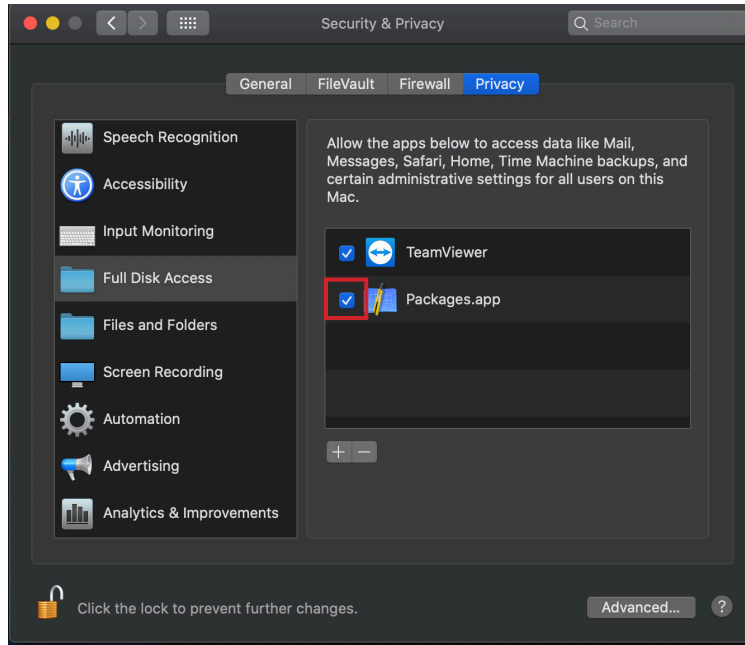 Security & Privacy
Search
General
FileVault
Firewall
Privacy
Speech Recognition
Accessibility
Input Monitoring
Full Disk Access
Files and Folders
Screen Recording
Automation
Advertising
Analytics & Improvements
Allow the apps below to access data like Mail,
Messages, Safari, Home, Time Machine backups, and
certain administrative settings for all users on this
Mac.
TeamViewer
Packages.app
+ −
Click the lock to prevent further changes.
Advanced...
?